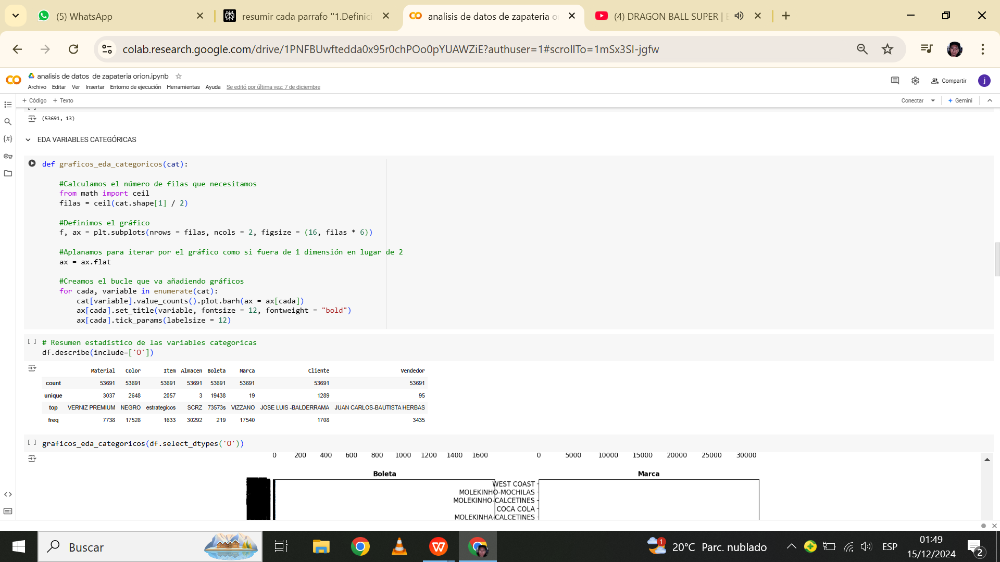 (5) WhatsApp
resumir cada parrafo "1.Definici
analisis de datos de zapateria o
(4) DRAGON BALL SUPER |
colab.research.google.com/drive/1PNFBUwftedda0x95r0chPOo0pYUAWZiE?authuser=1#scrollTo=1mSx3SI-jgfw
analisis de datos de zapateria orion.ipynb
Archivo Editar Ver Insertar Entorno de ejecución Herramientas Ayuda Se editó por última vez: 7 de diciembre
Compartir
j
+ Código + Texto
Conectar
Gemini
(53691, 13)
EDA VARIABLES CATEGÓRICAS
def graficos_eda_categoricos(cat):
#Calculamos el número de filas que necesitamos
from math import ceil
filas = ceil(cat.shape[1] / 2)
#Definimos el gráfico
f, ax = plt.subplots(nrows = filas, ncols = 2, figsize = (16, filas * 6))
#Aplanamos para iterar por el gráfico como si fuera de 1 dimensión en lugar de 2
ax = ax.flat
#Creamos el bucle que va añadiendo gráficos
for cada, variable in enumerate(cat):
cat[variable].value_counts().plot.barh(ax = ax[cada])
ax[cada].set_title(variable, fontsize = 12, fontweight = "bold")
ax[cada].tick_params(labelsize = 12)
[ ] # Resumen estadístico de las variables categoricas
df.describe(include=['O'])
Material Color Item Almacen Boleta Marca Cliente Vendedor
count 53691 53691 53691 53691 53691 53691 53691 53691
unique 3037 2648 2057 3 19438 19 1289 95
top VERNIZ PREMIUM NEGRO estrategicos SCRZ 73573s VIZZANO JOSE LUIS -BALDERRAMA JUAN CARLOS-BAUTISTA HERBAS
freq 7738 17528 1633 30292 219 17540 1708 3435
[ ] graficos_eda_categoricos(df.select_dtypes('O'))
0 200 400 600 800 1000 1200 1400 1600
0 5000 10000 15000 20000 25000 30000
Boleta
Marca
WEST COAST
MOLEKINHO-MOCHILAS
MOLEKINHO-CALCETINES
COCA COLA
MOLEKINHA-CALCETINES
Buscar
1
20°C Parc. nublado
ESP
01:49
15/12/2024
2